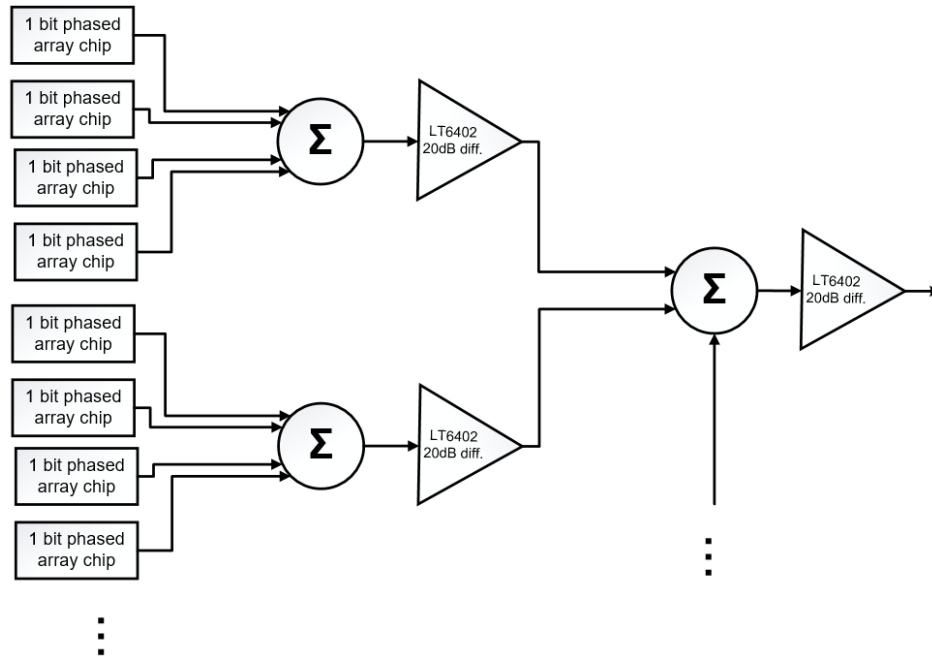 1 bit phased
array chip
1 bit phased
array chip
1 bit phased
array chip
1 bit phased
array chip
Σ
LT6402
20dB diff.
1 bit phased
array chip
1 bit phased
array chip
1 bit phased
array chip
1 bit phased
array chip
Σ
LT6402
20dB diff.
Σ
LT6402
20dB diff.